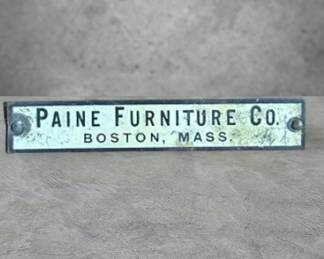 PAINE FURNITURE CO.
BOSTON, MASS.